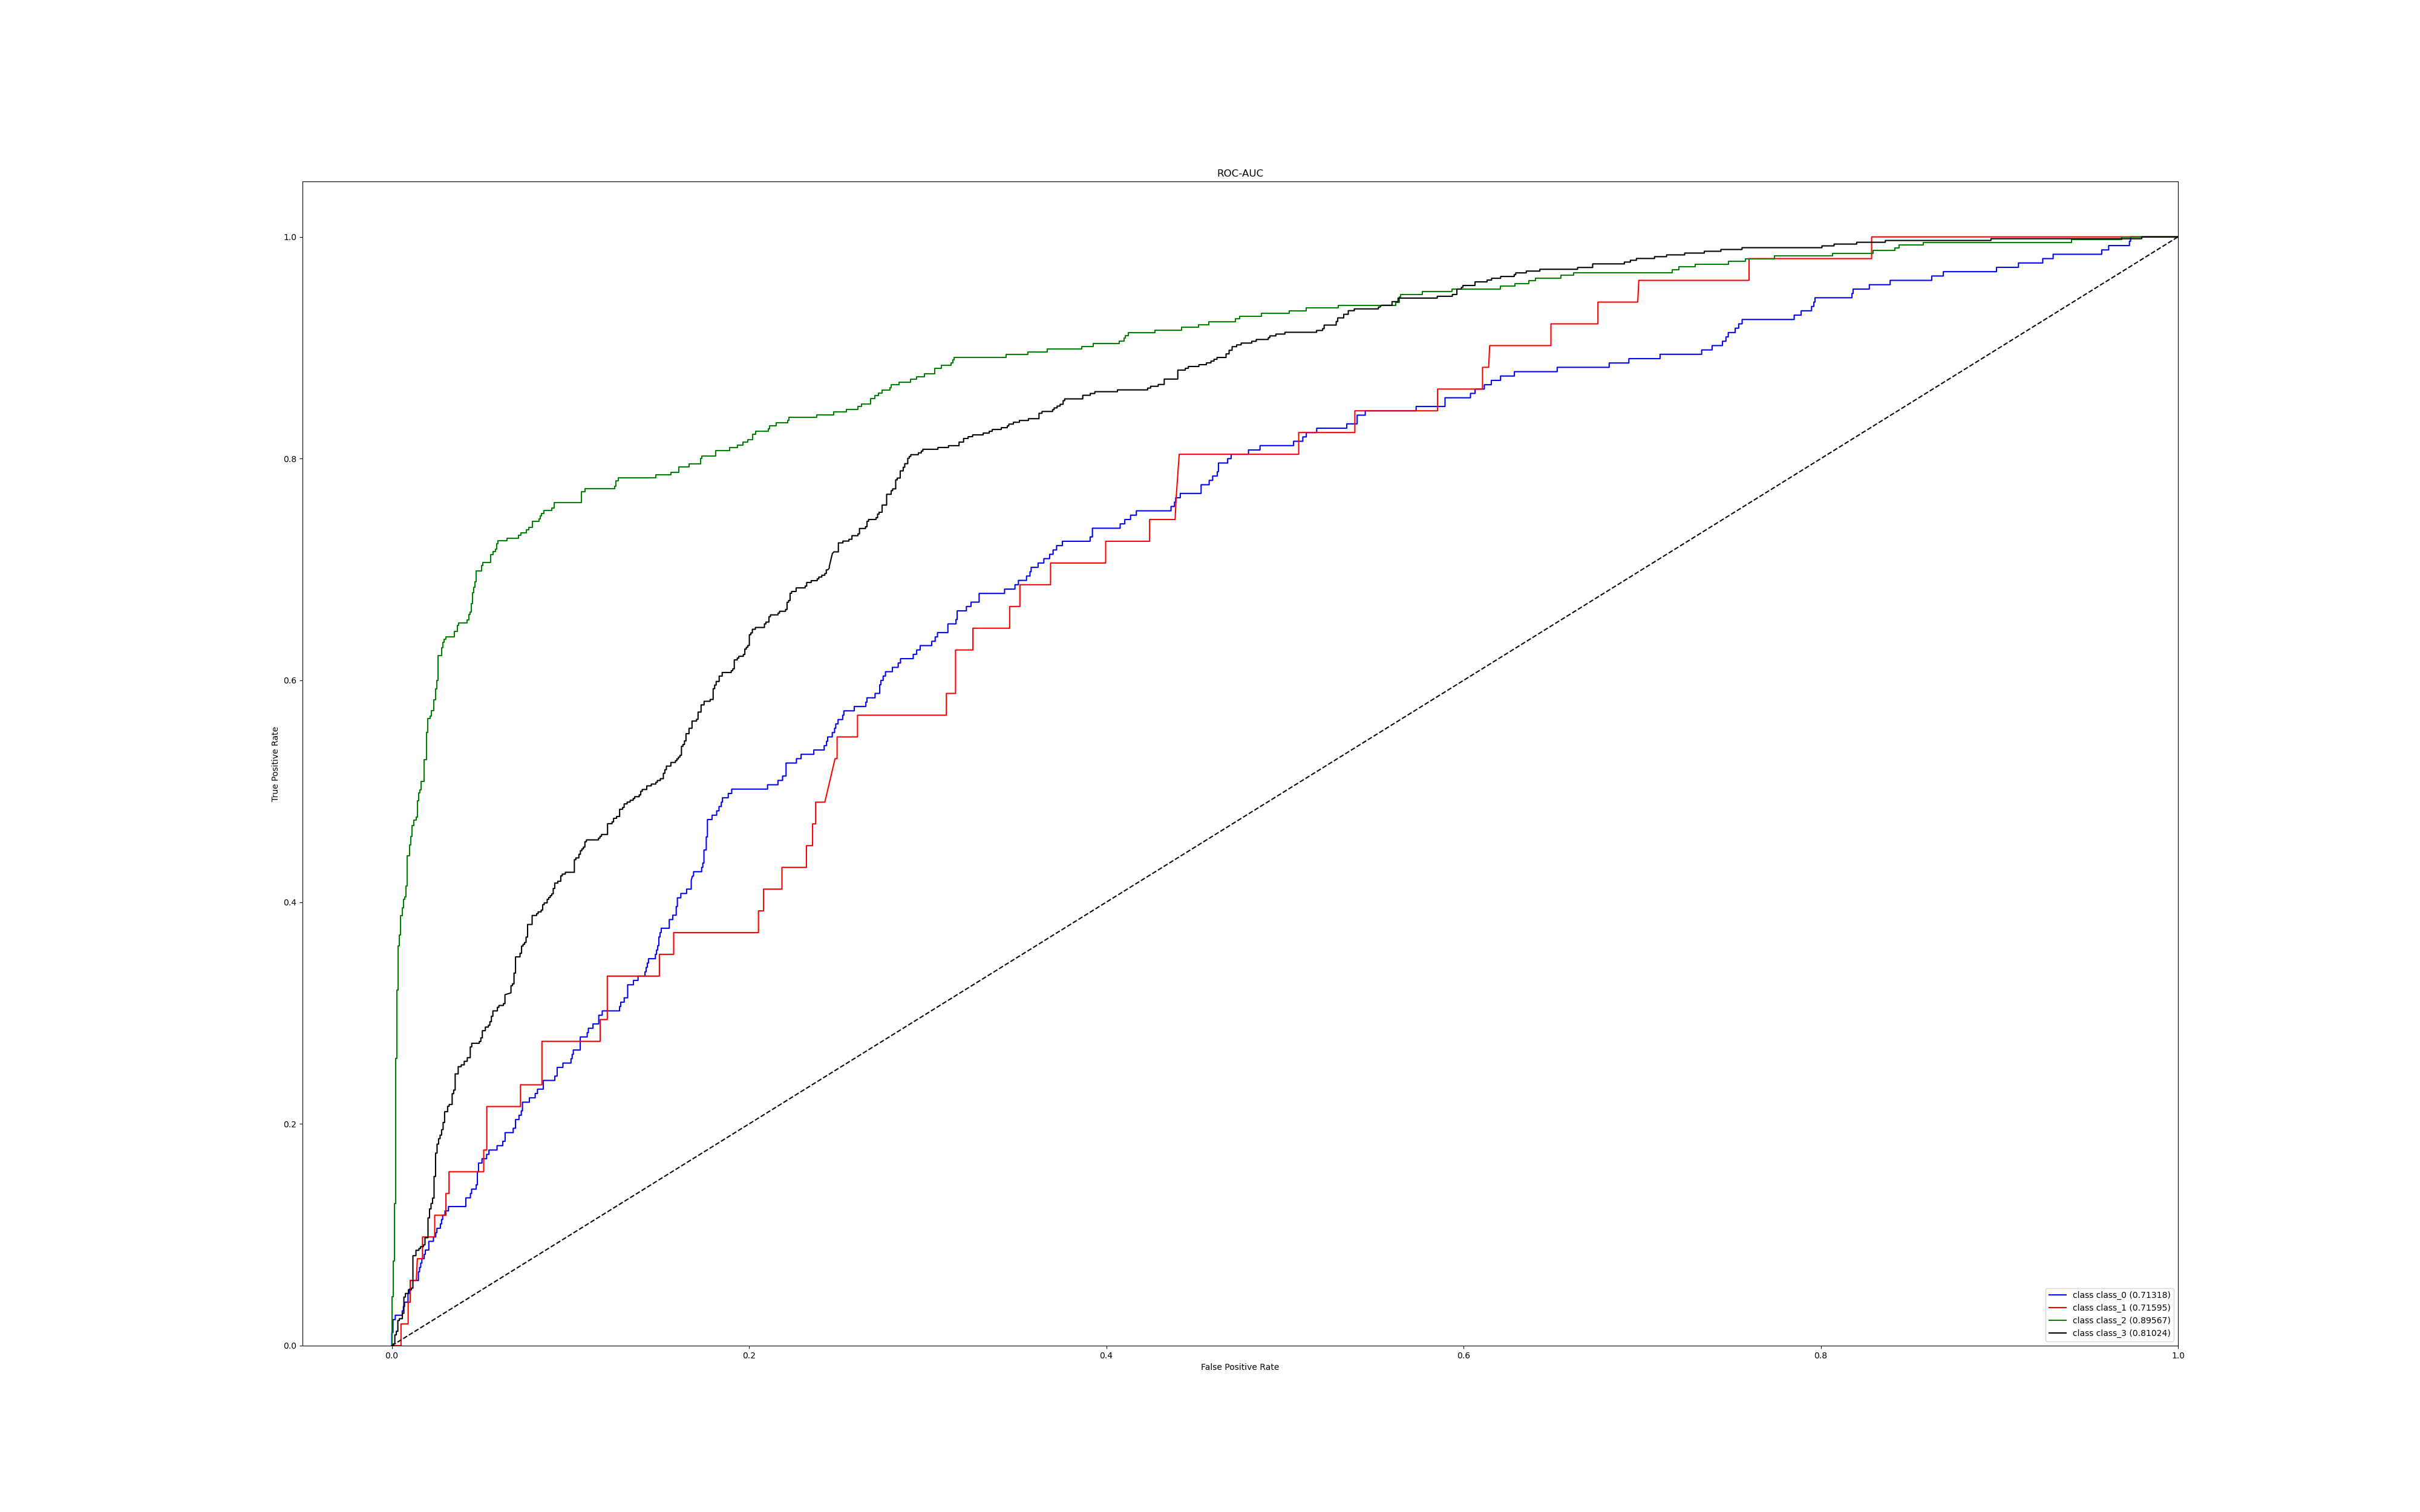 ROC-AUC
1.0
0.8
0.6
0.4
0.2
0.0
True Positive Rate
0.0 0.2 0.4 0.6 0.8 1.0
False Positive Rate
class class_0 (0.71318)
class class_1 (0.71595)
class class_2 (0.89567)
class class_3 (0.81024)